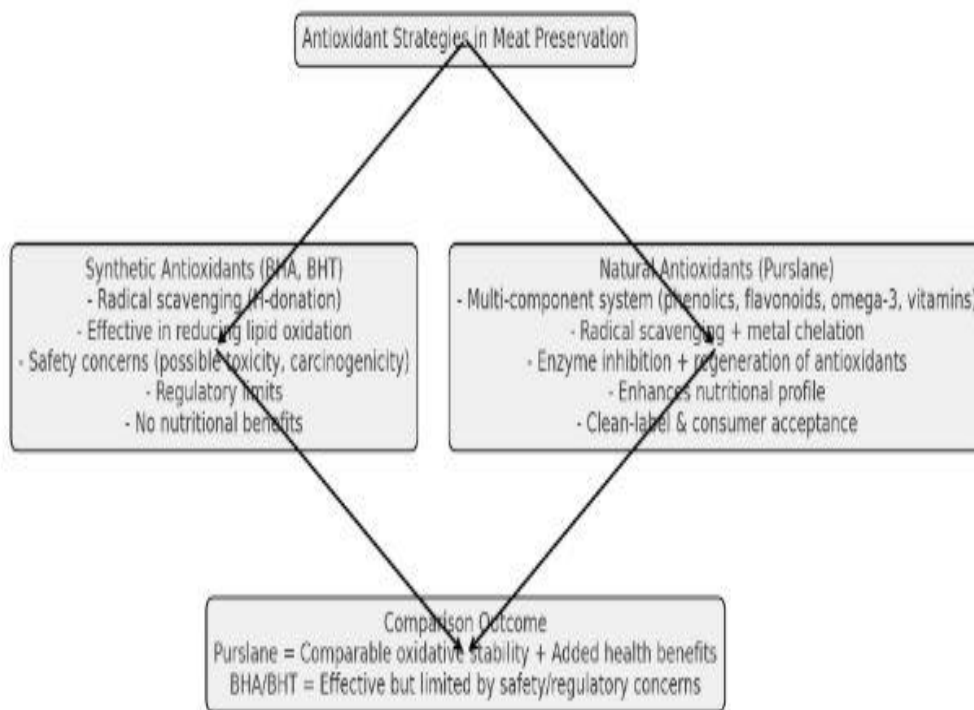 Antioxidant Strategies in Meat Preservation
Synthetic Antioxidants (BHA, BHT)
- Radical scavenging (H-donation)
- Effective in reducing lipid oxidation
- Safety concerns (possible toxicity, carcinogenicity)
- Regulatory limits
- No nutritional benefits
Natural Antioxidants (Purslane)
- Multi-component system (phenolics, flavonoids, omega-3, vitamins)
- Radical scavenging + metal chelation
- Enzyme inhibition + regeneration of antioxidants
- Enhances nutritional profile
- Clean-label & consumer acceptance
Comparison Outcome
Purslane = Comparable oxidative stability + Added health benefits
BHA/BHT = Effective but limited by safety/regulatory concerns